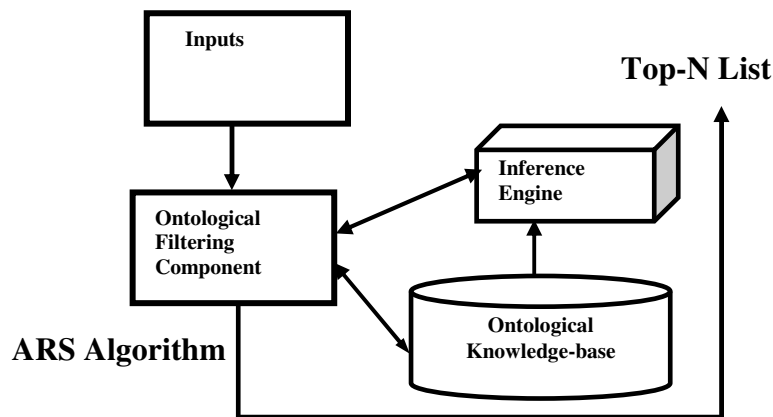 Inputs
Top-N List
Inference
Engine
Ontological
Filtering
Component
Ontological
Knowledge-base
ARS Algorithm